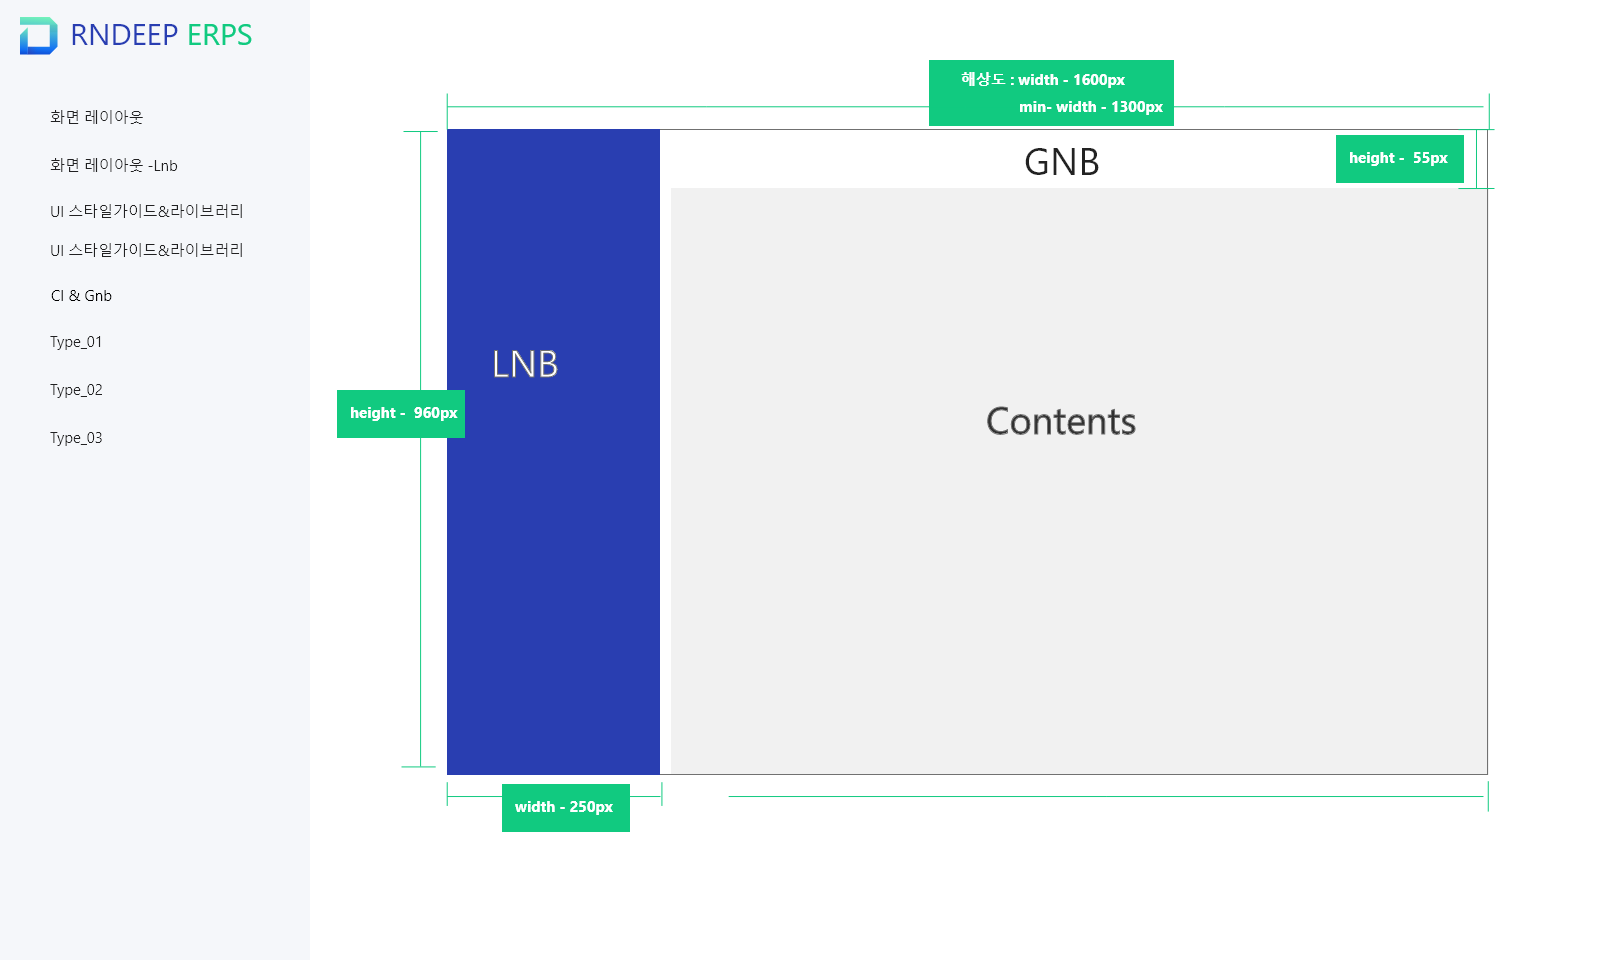 RNDEEP ERPS
화면 레이아웃
화면 레이아웃 -Lnb
UI 스타일가이드&라이브러리
UI 스타일가이드&라이브러리
CI & Gnb
Type_01
Type_02
Type_03
해상도 : width - 1600px
min- width - 1300px
GNB
height -  55px
LNB
height -  960px
Contents
width - 250px